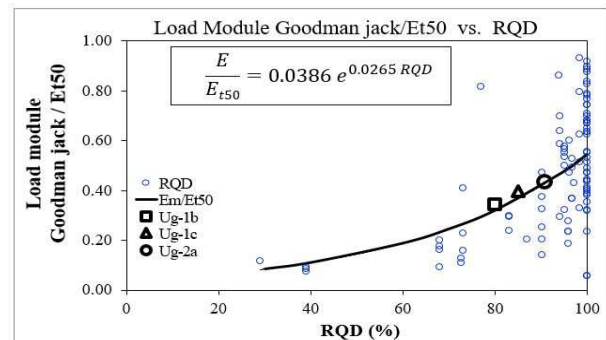 Load Module Goodman jack/Et50 vs. RQD
E
E_{t50} = 0.0386 e^{0.0265 RQD}
Load module
Goodman jack / Et50
1.00
0.80
0.60
0.40
0.20
0.00
RQD
Em/Et50
Ug-1b
Ug-1c
Ug-2a
0
20
40
60
80
100
RQD (%)